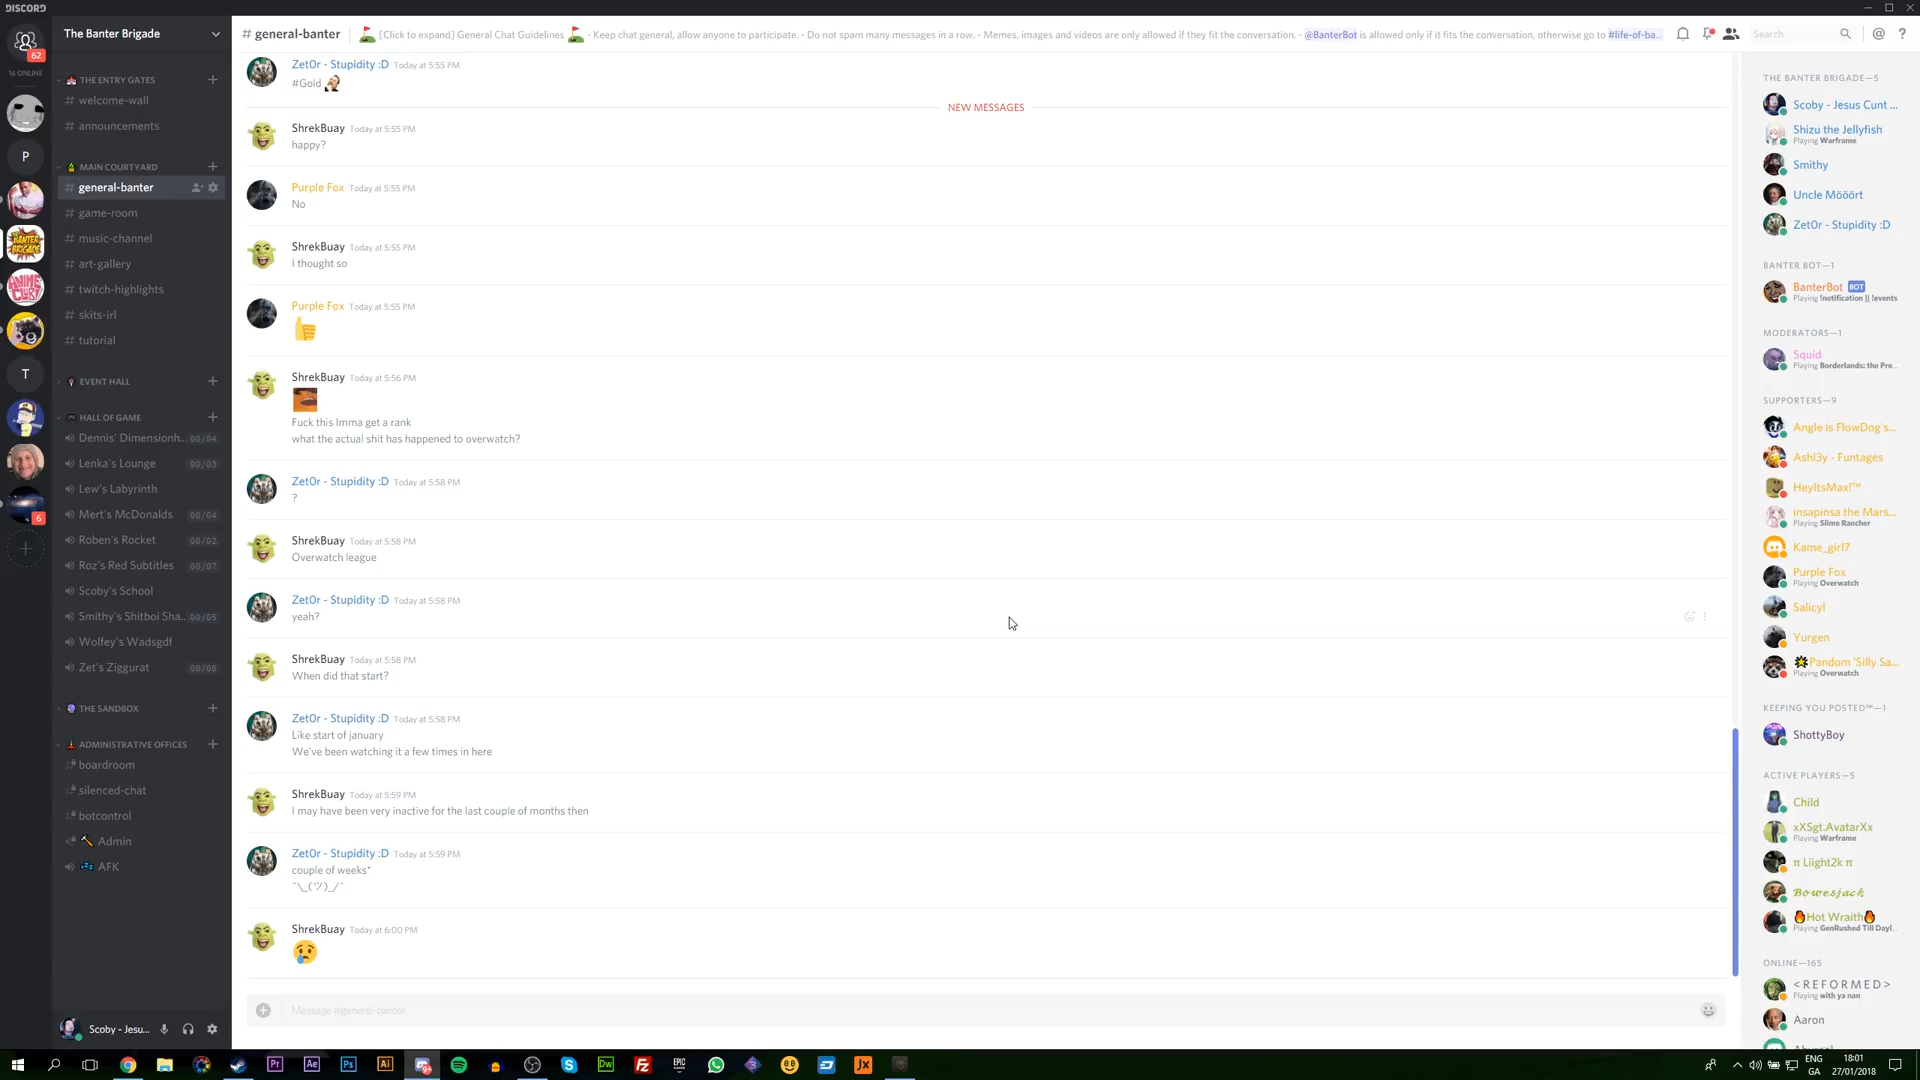 DISCORD
62
16 ONLINE
P
T
6
The Banter Brigade
THE ENTRY GATES
# welcome-wall
# announcements
MAIN COURTYARD
# general-banter
# game-room
# music-channel
# art-gallery
# twitch-highlights
# skits-irl
# tutorial
EVENT HALL
HALL OF GAME
Dennis' Dimensionh... 00/04
Lenka's Lounge 00/03
Lew's Labyrinth
Mert's McDonalds 00/04
Roben's Rocket 00/02
Roz's Red Subtitles 00/07
Scoby's School
Smithy's Shitboi Sha... 00/05
Wolfey's Wadsgdf
Zet's Ziggurat 00/06
THE SANDBOX
ADMINISTRATIVE OFFICES
boardroom
silenced-chat
botcontrol
Admin
AFK
Scoby - Jesu...
# general-banter
[Click to expand] General Chat Guidelines - Keep chat general, allow anyone to participate. - Do not spam many messages in a row. - Memes, images and videos are only allowed if they fit the conversation. - @BanterBot is allowed only if it fits the conversation, otherwise go to #life-of-ba...
Search
Zet0r - Stupidity :D Today at 5:55 PM
#Gold
NEW MESSAGES
ShrekBuay Today at 5:55 PM
happy?
Purple Fox Today at 5:55 PM
No
ShrekBuay Today at 5:55 PM
I thought so
Purple Fox Today at 5:55 PM
ShrekBuay Today at 5:56 PM
Fuck this Imma get a rank
what the actual shit has happened to overwatch?
Zet0r - Stupidity :D Today at 5:58 PM
?
ShrekBuay Today at 5:58 PM
Overwatch league
Zet0r - Stupidity :D Today at 5:58 PM
yeah?
ShrekBuay Today at 5:58 PM
When did that start?
Zet0r - Stupidity :D Today at 5:58 PM
Like start of january
We've been watching it a few times in here
ShrekBuay Today at 5:59 PM
I may have been very inactive for the last couple of months then
Zet0r - Stupidity :D Today at 5:59 PM
couple of weeks*
¯\_(ツ)_/¯
ShrekBuay Today at 6:00 PM
Message #general-banter
THE BANTER BRIGADE—5
Scoby - Jesus Cunt ...
Shizu the Jellyfish
Playing Warframe
Smithy
Uncle Mööört
Zet0r - Stupidity :D
BANTER BOT—1
BanterBot BOT
Playing !notification || !events
MODERATORS—1
Squid
Playing Borderlands: the Pre...
SUPPORTERS—9
Angle is FlowDog's...
Ashl3y - Funtages
HeyItsMax!™
insapinsa the Mars...
Playing Slime Rancher
Kame_girl7
Purple Fox
Playing Overwatch
Salicyl
Yurgen
Pandom 'Silly Sa...
Playing Overwatch
KEEPING YOU POSTED™—1
ShottyBoy
ACTIVE PLAYERS—5
Child
xXSgt.AvatarXx
Playing Warframe
π Liight2k π
Bowesjack
Hot Wraith
Playing GenRushed Till Dayl...
ONLINE—165
< R E F O R M E D >
Playing with ya nan
Aaron
ENG
GA
18:01
27/01/2018